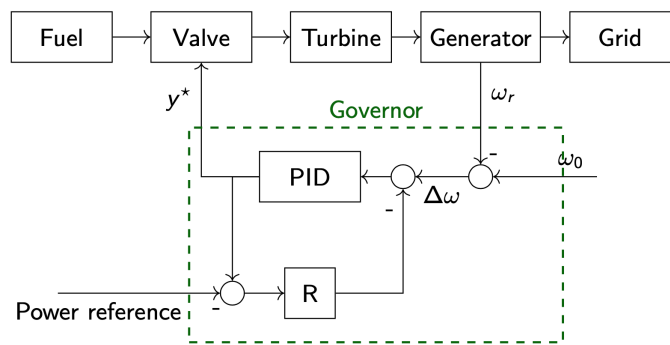 Fuel
Valve
Turbine
Generator
Grid
y*
ω_r
Governor
-
ω_0
PID
Δω
-
R
Power reference
-